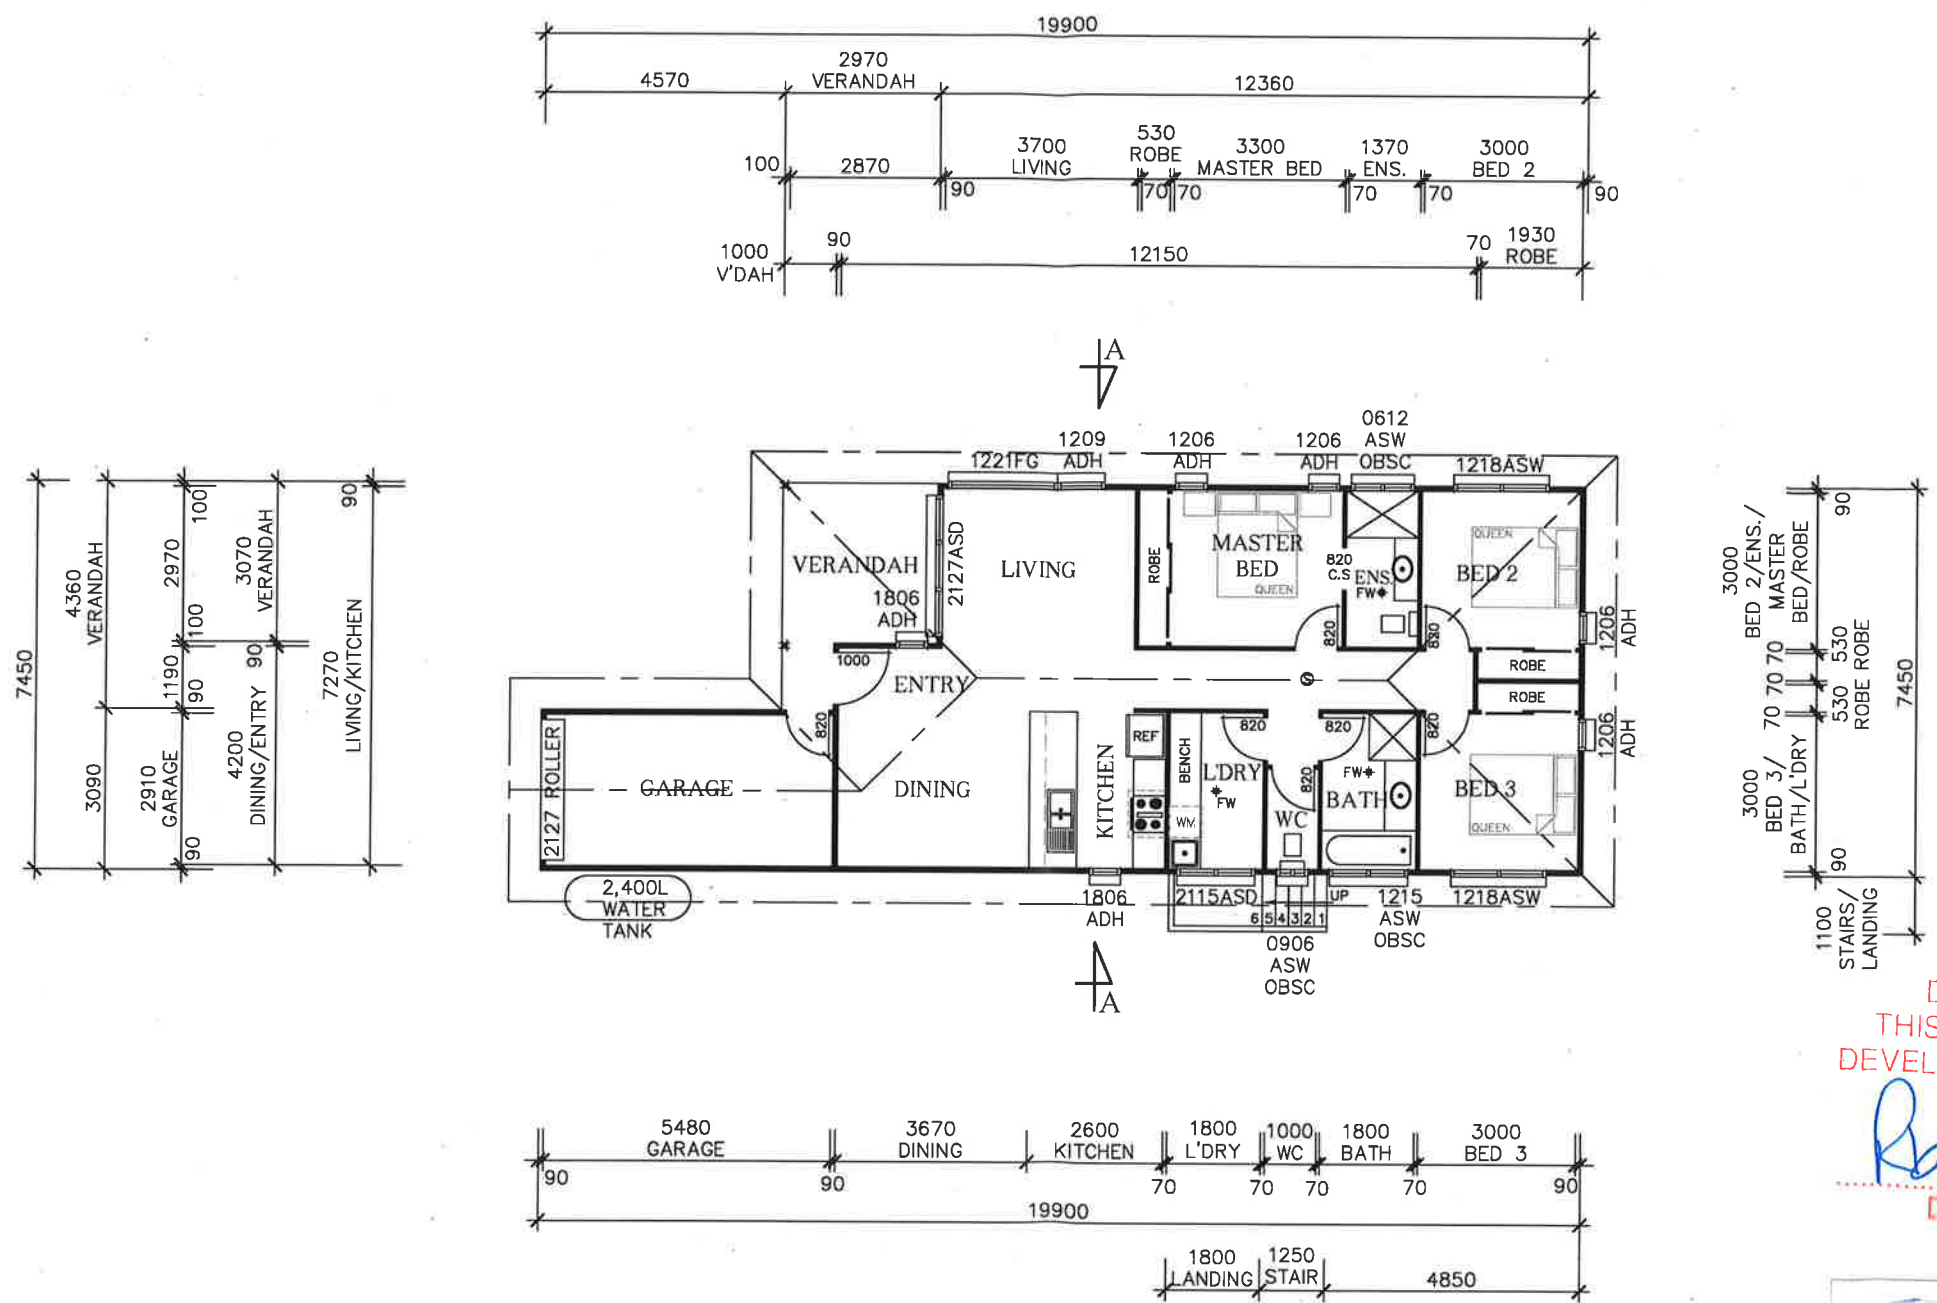 19900
4570
2970
VERANDAH
12360
100
2870
90
3700
LIVING
530
ROBE
70
70
3300
MASTER BED
70
1370
ENS.
70
3000
BED 2
90
1000
V'DAH
90
12150
70
1930
ROBE
A
7450
4360
VERANDAH
3090
100
2970
100
1190
90
2910
GARAGE
90
3070
VERANDAH
90
4200
DINING/ENTRY
90
7270
LIVING/KITCHEN
1221FG
1209
ADH
1206
ADH
1206
ADH
0612
ASW
OBSC
1218ASW
VERANDAH
2127ASD
1806
ADH
LIVING
ROBE
MASTER
BED
QUEEN
820
C.S
ENS.
FW
820
QUEEN
BED 2
820
1206
ADH
1000
ENTRY
S
ROBE
ROBE
820
2127 ROLLER
GARAGE
DINING
KITCHEN
REF
BENCH
820
L'DRY
FW
WM
820
WC
820
FW
BATH
820
BED 3
QUEEN
1206
ADH
2,400L
WATER
TANK
1806
ADH
2115ASD
6 5 4 3 2 1
UP
0906
ASW
OBSC
1215
ASW
OBSC
1218ASW
A
3000
BED 2/ENS./
MASTER
BED/ROBE
90
70
530
ROBE
70
530
ROBE
70
3000
BED 3/
BATH/L'DRY
90
7450
1100
STAIRS/
LANDING
THIS
DEVEL
90
5480
GARAGE
90
3670
DINING
2600
KITCHEN
70
1800
L'DRY
70
1000
WC
70
1800
BATH
70
3000
BED 3
90
19900
1800
LANDING
1250
STAIR
4850